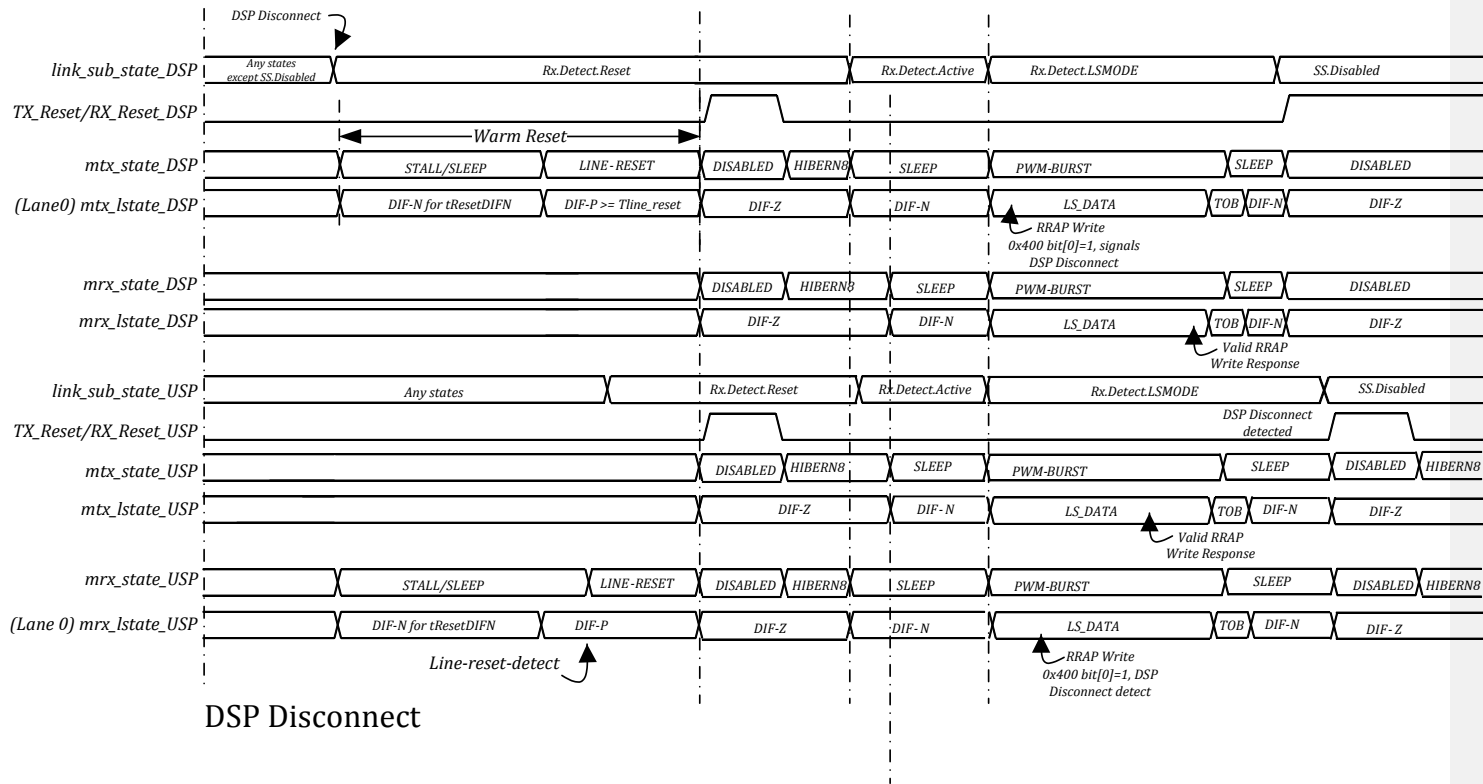 DSP Disconnect
link_sub_state_DSP
Any states
except SS.Disabled
Rx.Detect.Reset
Rx.Detect.Active
Rx.Detect.LSMODE
SS.Disabled
TX_Reset/RX_Reset_DSP
Warm Reset
mtx_state_DSP
STALL/SLEEP
LINE-RESET
DISABLED
HIBERN8
SLEEP
PWM-BURST
SLEEP
DISABLED
(Lane0) mtx_lstate_DSP
DIF-N for tResetDIFN
DIF-P >= Tline_reset
DIF-Z
DIF-N
LS_DATA
TOB
DIF-N
DIF-Z
RRAP Write
0x400 bit[0]=1, signals
DSP Disconnect
mrx_state_DSP
DISABLED
HIBERN8
SLEEP
PWM-BURST
SLEEP
DISABLED
mrx_lstate_DSP
DIF-Z
DIF-N
LS_DATA
TOB
DIF-N
DIF-Z
Valid RRAP
Write Response
link_sub_state_USP
Any states
Rx.Detect.Reset
Rx.Detect.Active
Rx.Detect.LSMODE
SS.Disabled
TX_Reset/RX_Reset_USP
DSP Disconnect
detected
mtx_state_USP
DISABLED
HIBERN8
SLEEP
PWM-BURST
SLEEP
DISABLED
HIBERN8
mtx_lstate_USP
DIF-Z
DIF-N
LS_DATA
TOB
DIF-N
DIF-Z
Valid RRAP
Write Response
mrx_state_USP
STALL/SLEEP
LINE-RESET
DISABLED
HIBERN8
SLEEP
PWM-BURST
SLEEP
DISABLED
HIBERN8
(Lane 0) mrx_lstate_USP
DIF-N for tResetDIFN
DIF-P
DIF-Z
DIF-N
LS_DATA
TOB
DIF-N
DIF-Z
Line-reset-detect
RRAP Write
0x400 bit[0]=1, DSP
Disconnect detect
DSP Disconnect